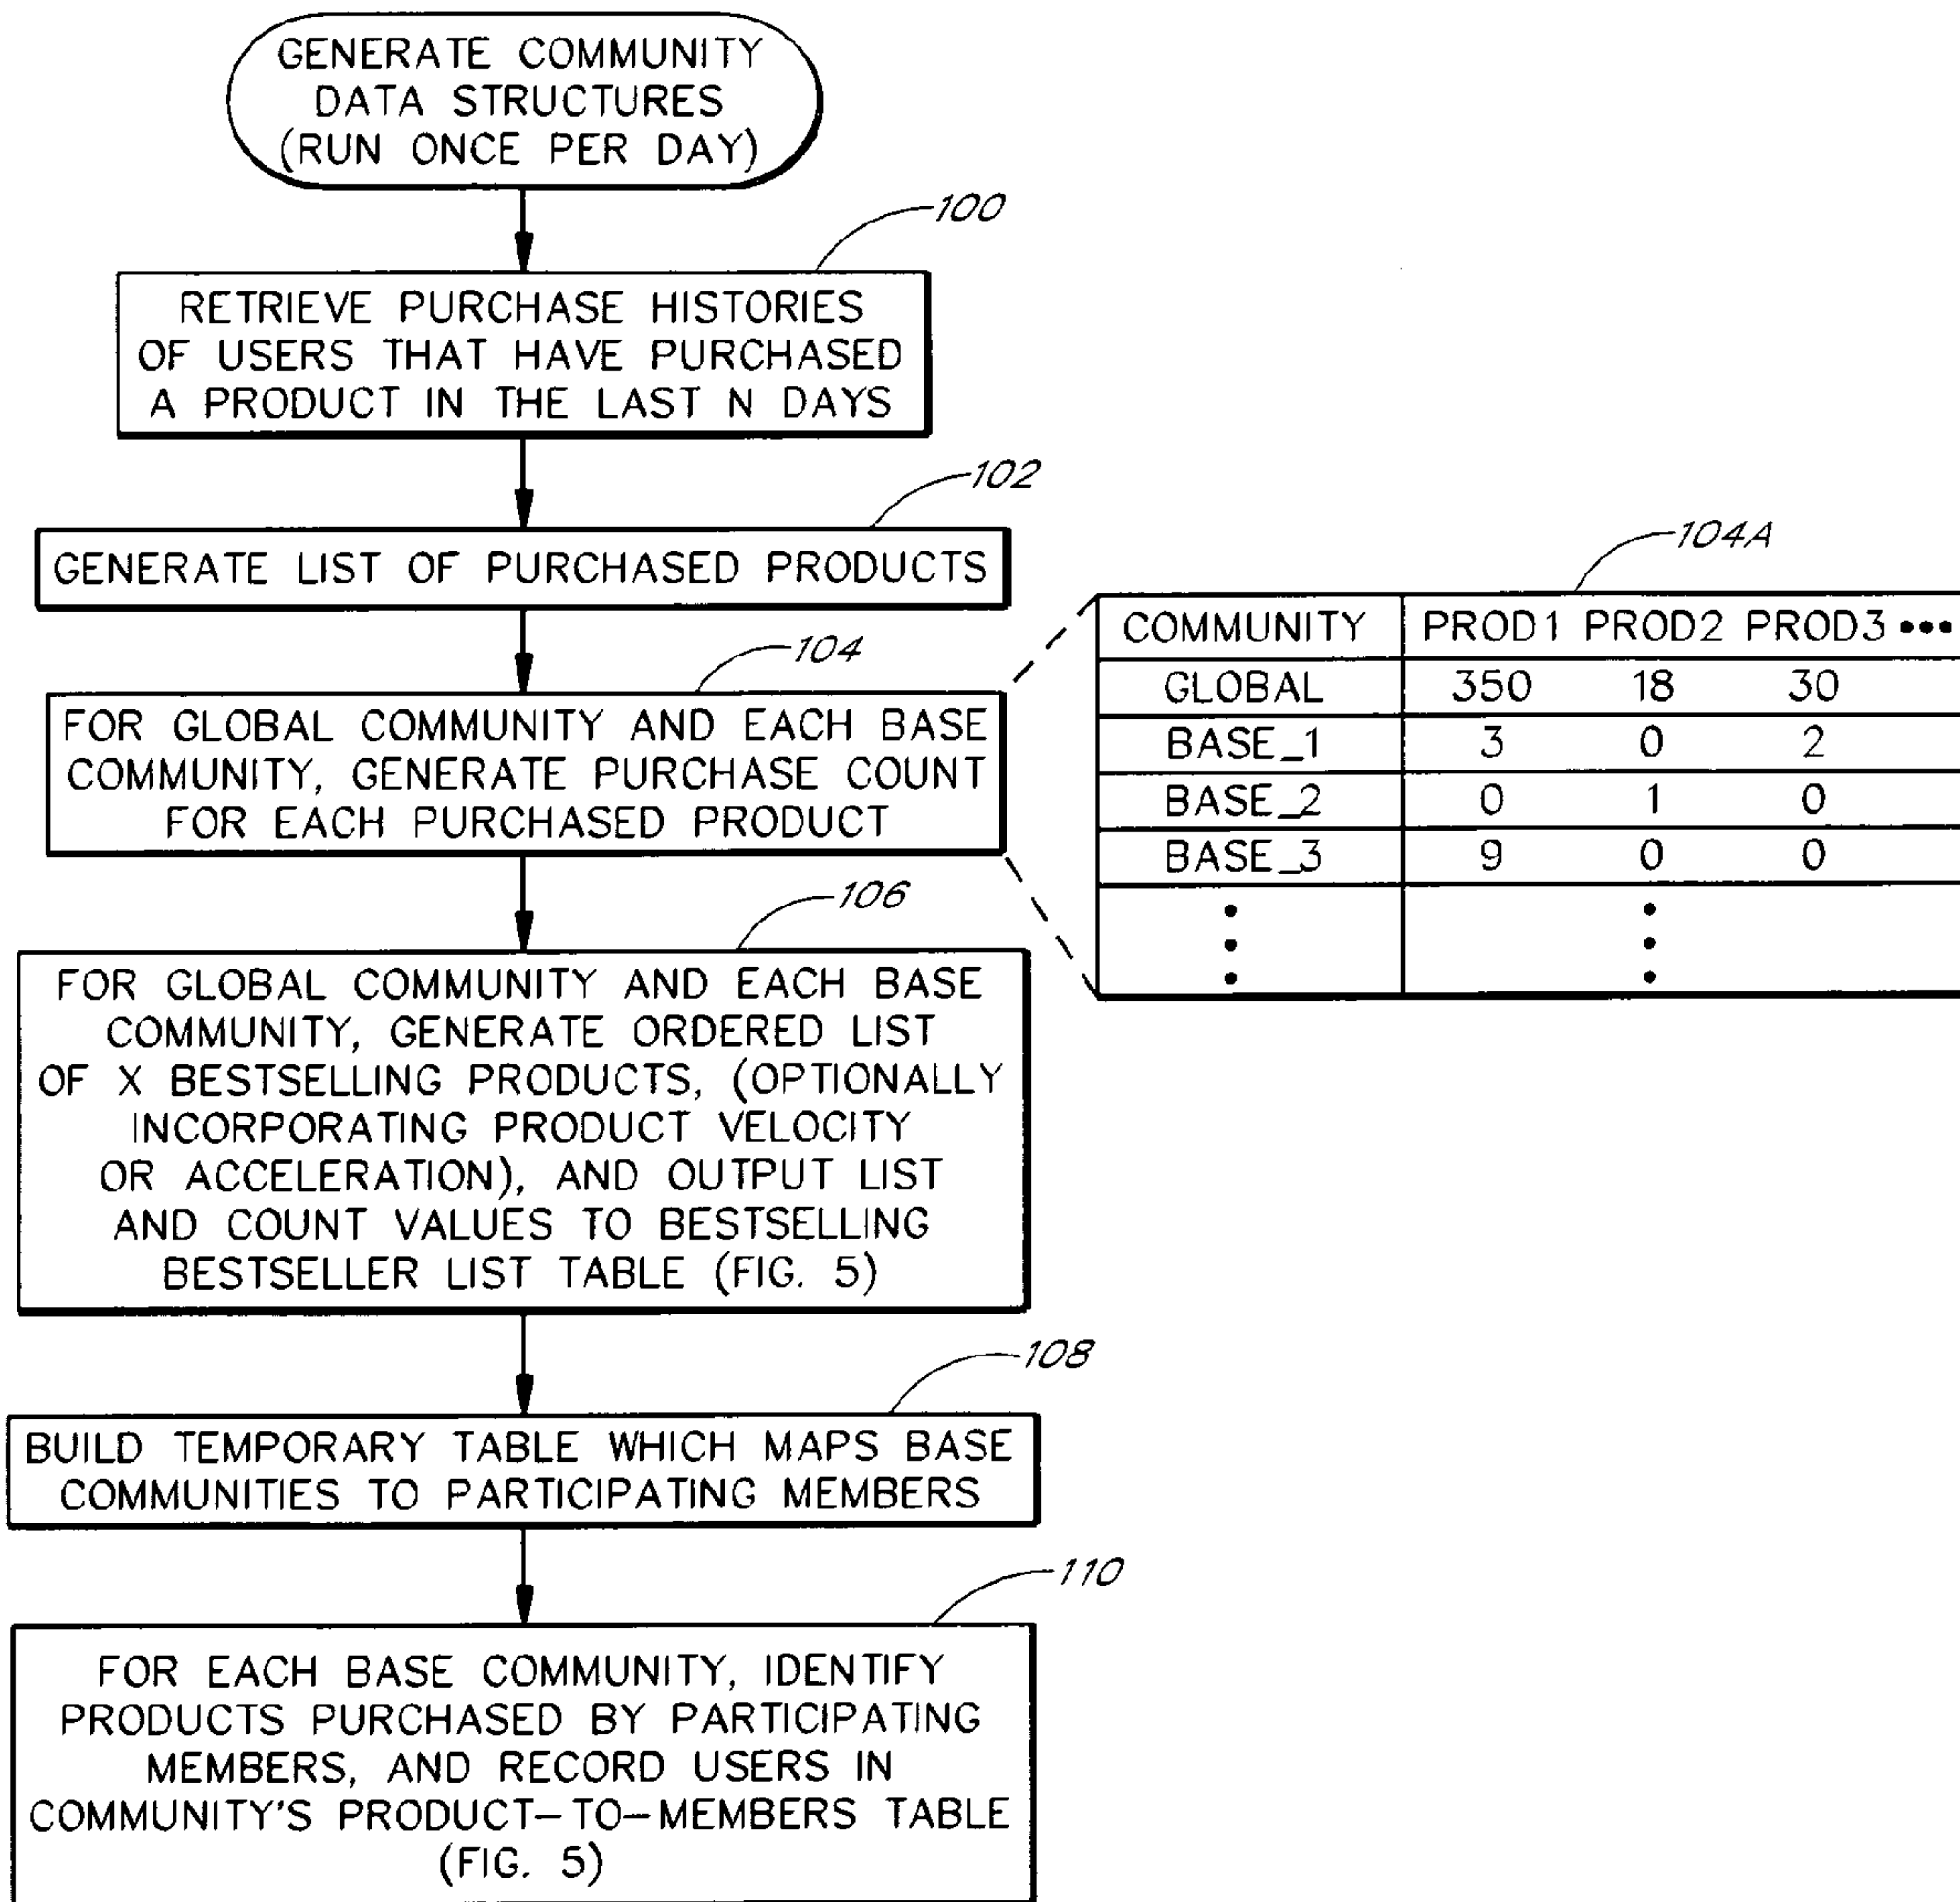 GENERATE COMMUNITY
DATA STRUCTURES
(RUN ONCE PER DAY)
100
RETRIEVE PURCHASE HISTORIES
OF USERS THAT HAVE PURCHASED
A PRODUCT IN THE LAST N DAYS
102
GENERATE LIST OF PURCHASED PRODUCTS
104
FOR GLOBAL COMMUNITY AND EACH BASE
COMMUNITY, GENERATE PURCHASE COUNT
FOR EACH PURCHASED PRODUCT
104A
COMMUNITY PROD1 PROD2 PROD3 •••
GLOBAL 350 18 30
BASE_1 3 0 2
BASE_2 0 1 0
BASE_3 9 0 0
106
FOR GLOBAL COMMUNITY AND EACH BASE
COMMUNITY, GENERATE ORDERED LIST
OF X BESTSELLING PRODUCTS, (OPTIONALLY
INCORPORATING PRODUCT VELOCITY
OR ACCELERATION), AND OUTPUT LIST
AND COUNT VALUES TO BESTSELLING
BESTSELLER LIST TABLE (FIG. 5)
108
BUILD TEMPORARY TABLE WHICH MAPS BASE
COMMUNITIES TO PARTICIPATING MEMBERS
110
FOR EACH BASE COMMUNITY, IDENTIFY
PRODUCTS PURCHASED BY PARTICIPATING
MEMBERS, AND RECORD USERS IN
COMMUNITY'S PRODUCT-TO-MEMBERS TABLE
(FIG. 5)